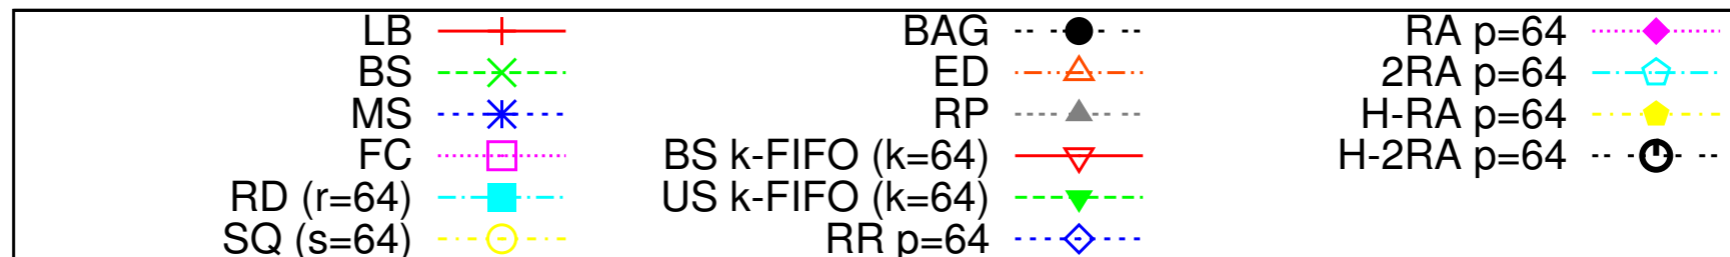 LB
BS
MS
FC
RD (r=64)
SQ (s=64)
BAG
ED
RP
BS k-FIFO (k=64)
US k-FIFO (k=64)
RR p=64
RA p=64
2RA p=64
H-RA p=64
H-2RA p=64